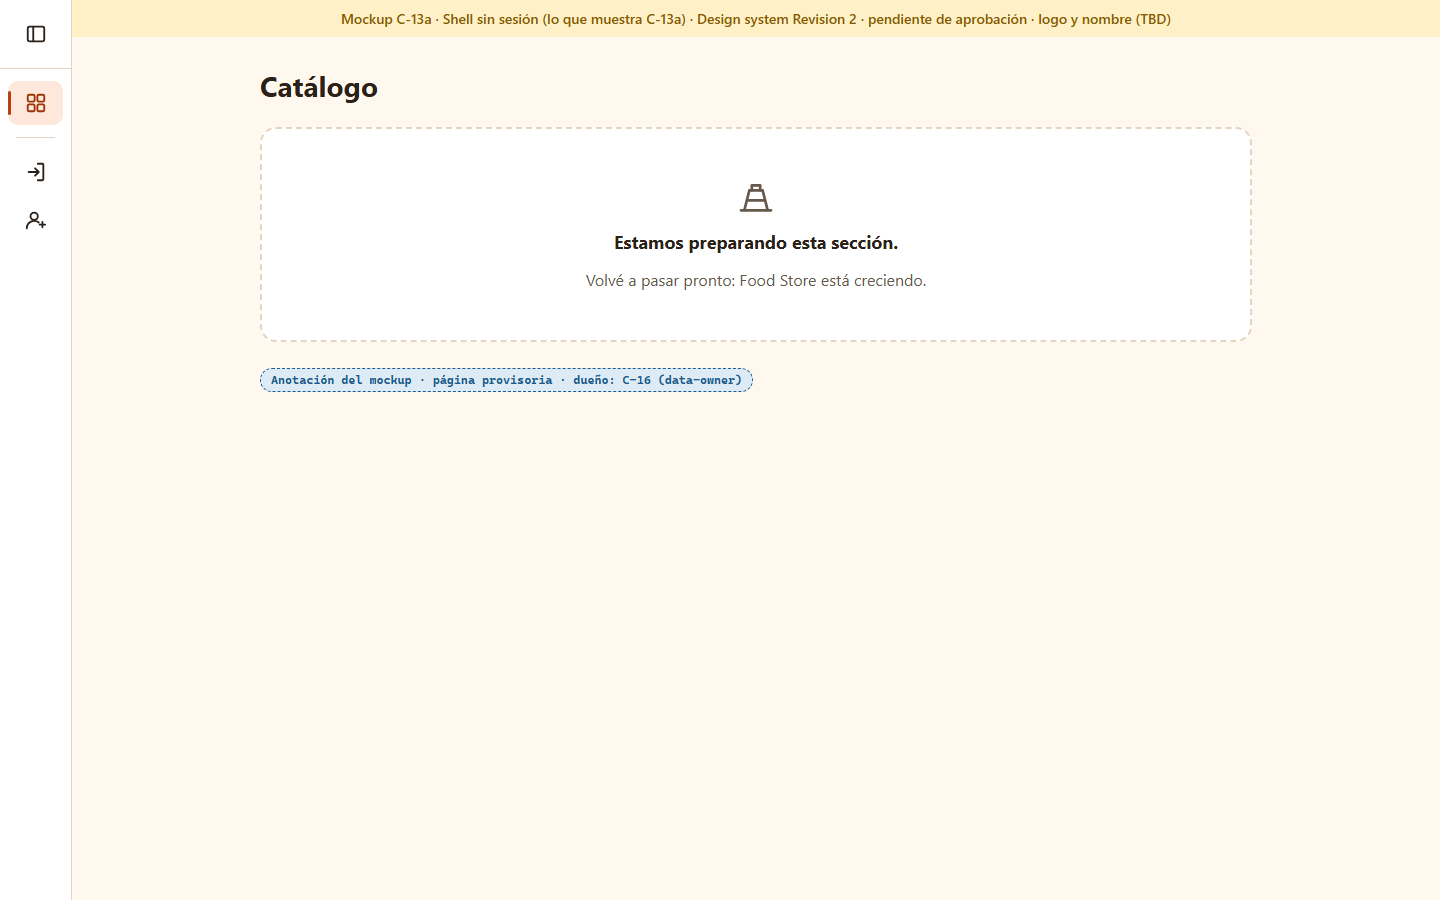 Mockup C-13a · Shell sin sesión (lo que muestra C-13a) · Design system Revision 2 · pendiente de aprobación · logo y nombre (TBD)
Catálogo
Estamos preparando esta sección.
Volvé a pasar pronto: Food Store está creciendo.
Anotación del mockup · página provisoria · dueño: C-16 (data-owner)